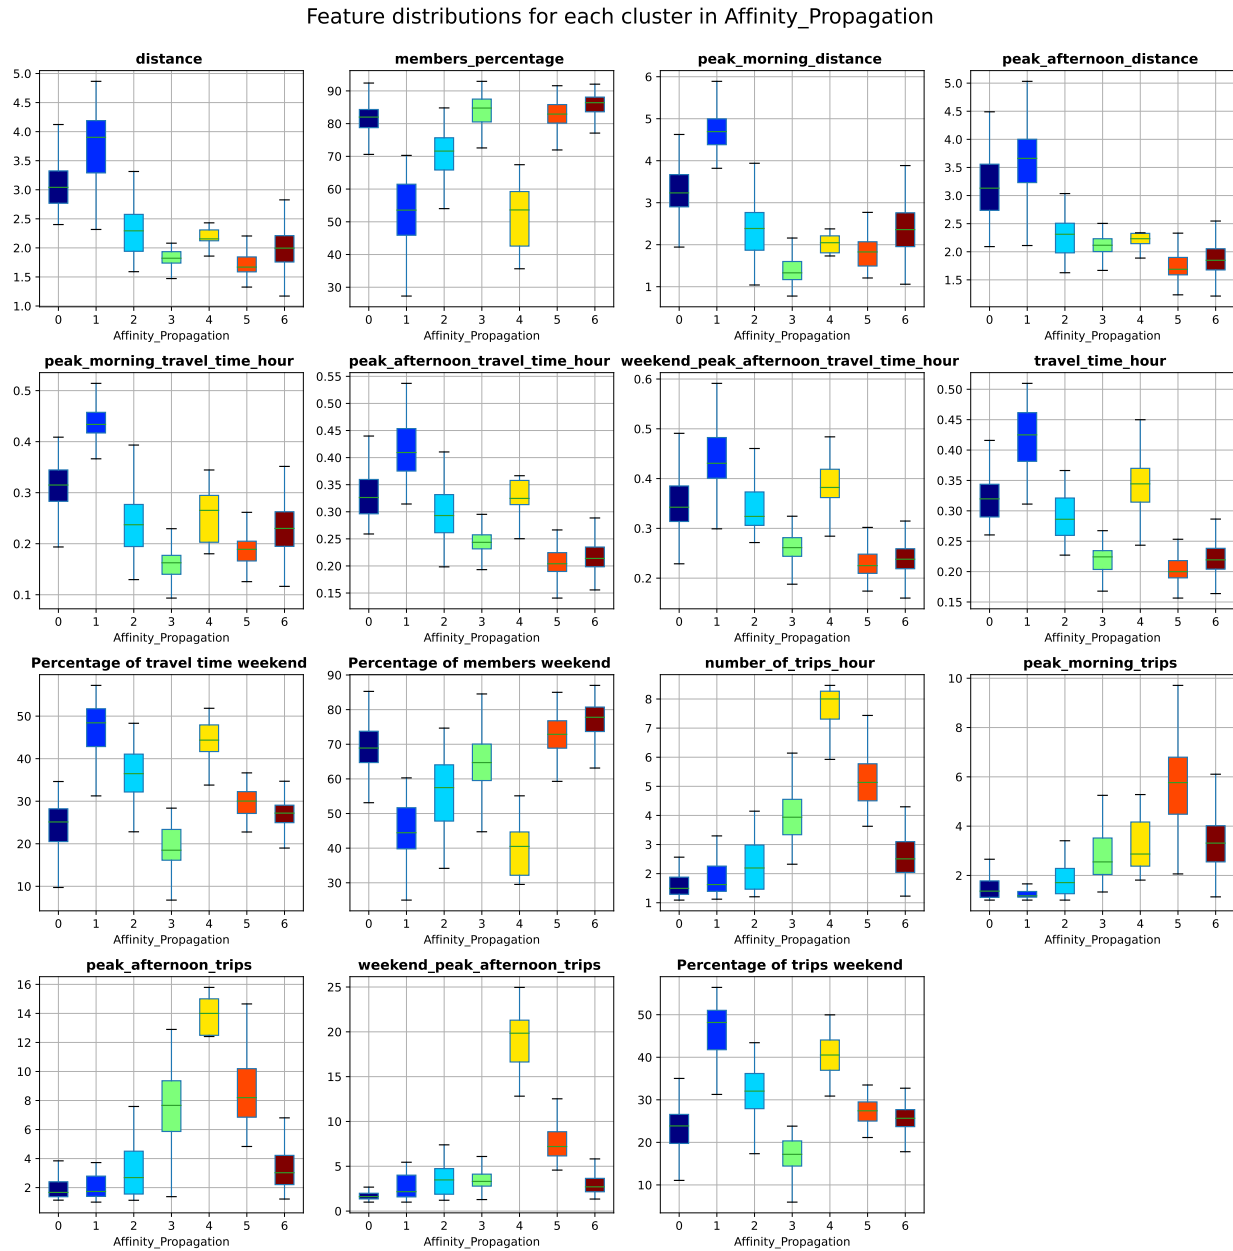 Feature distributions for each cluster in Affinity_Propagation
distance
5.0
4.5
4.0
3.5
3.0
2.5
2.0
1.5
1.0
0 1 2 3 4 5 6
members_percentage
90
80
70
60
50
40
30
0 1 2 3 4 5 6
peak_morning_distance
6
5
4
3
2
1
0 1 2 3 4 5 6
peak_afternoon_distance
5.0
4.5
4.0
3.5
3.0
2.5
2.0
1.5
0 1 2 3 4 5 6
Affinity_Propagation
Affinity_Propagation
Affinity_Propagation
Affinity_Propagation
peak_morning_travel_time_hour
0.5
0.4
0.3
0.2
0.1
0 1 2 3 4 5 6
Affinity_Propagation
peak_afternoon_travel_time_hour
0.55
0.50
0.45
0.40
0.35
0.30
0.25
0.20
0.15
0 1 2 3 4 5 6
Affinity_Propagation
weekend_peak_afternoon_travel_time_hour
0.6
0.5
0.4
0.3
0.2
0 1 2 3 4 5 6
Affinity_Propagation
travel_time_hour
0.50
0.45
0.40
0.35
0.30
0.25
0.20
0.15
0 1 2 3 4 5 6
Affinity_Propagation
Percentage of travel time weekend
50
40
30
20
10
0 1 2 3 4 5 6
Affinity_Propagation
Percentage of members weekend
90
80
70
60
50
40
30
0 1 2 3 4 5 6
Affinity_Propagation
number_of_trips_hour
8
7
6
5
4
3
2
1
0 1 2 3 4 5 6
Affinity_Propagation
peak_morning_trips
10
8
6
4
2
0 1 2 3 4 5 6
Affinity_Propagation
peak_afternoon_trips
16
14
12
10
8
6
4
2
0 1 2 3 4 5 6
Affinity_Propagation
weekend_peak_afternoon_trips
25
20
15
10
5
0
0 1 2 3 4 5 6
Affinity_Propagation
Percentage of trips weekend
50
40
30
20
10
0 1 2 3 4 5 6
Affinity_Propagation